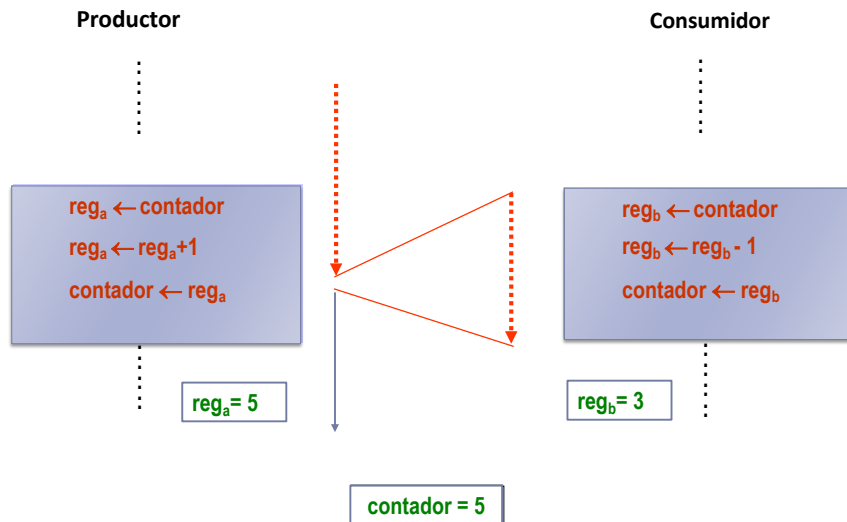 Productor
Consumidor
regₐ ← contador
regₐ ← regₐ+1
contador ← regₐ
reg_b ← contador
reg_b ← reg_b - 1
contador ← reg_b
regₐ= 5
reg_b= 3
contador = 5